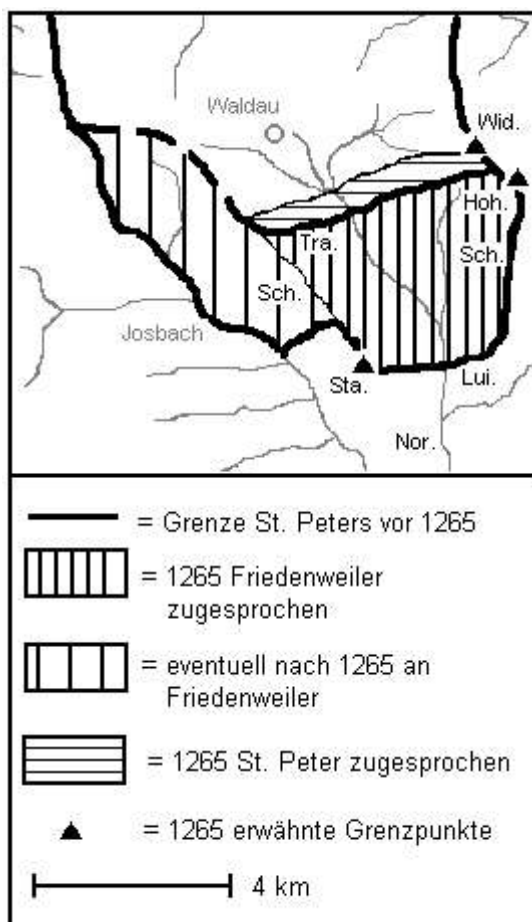 Waldau
Wid.
Hoh.
Tra.
Sch.
Sch.
Josbach
Sta.
Lui.
Nor.
= Grenze St. Peters vor 1265
= 1265 Friedenweiler
zugesprochen
= eventuell nach 1265 an
Friedenweiler
= 1265 St. Peter zugesprochen
= 1265 erwähnte Grenzpunkte
4 km